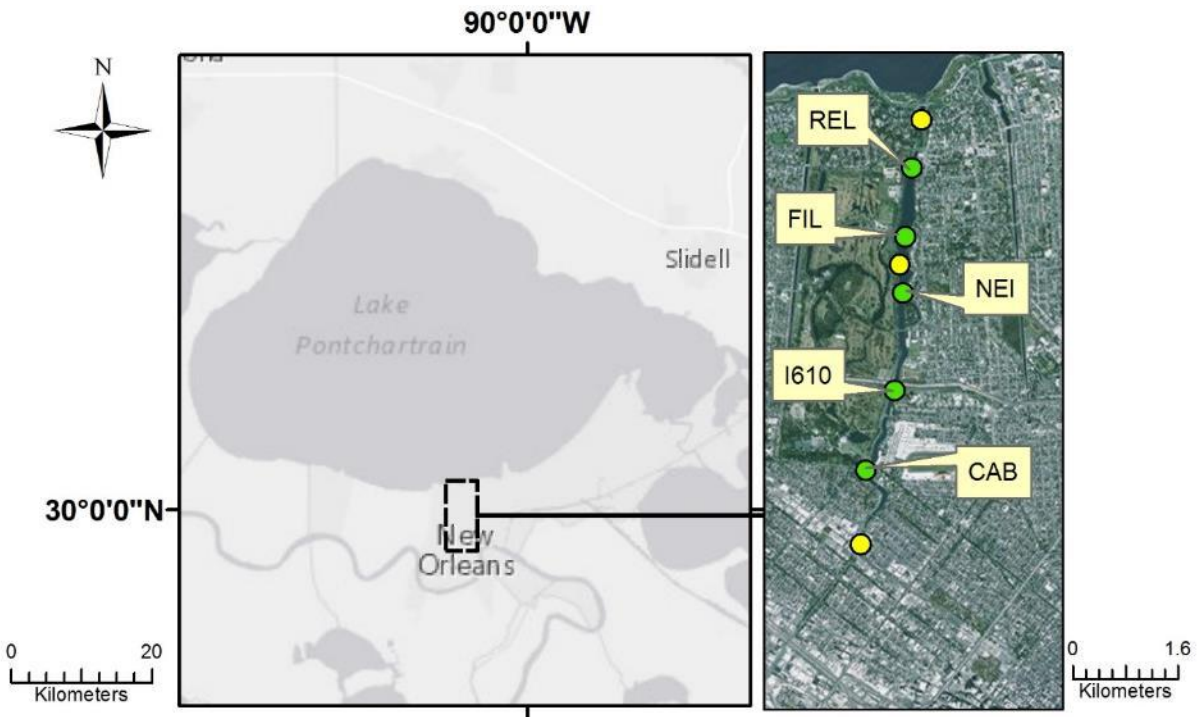 90°0'0"W
N
REL
FIL
Slidell
NEI
Lake
Pontchartrain
I610
CAB
30°0'0"N
New
Orleans
0 20
Kilometers
0 1.6
Kilometers